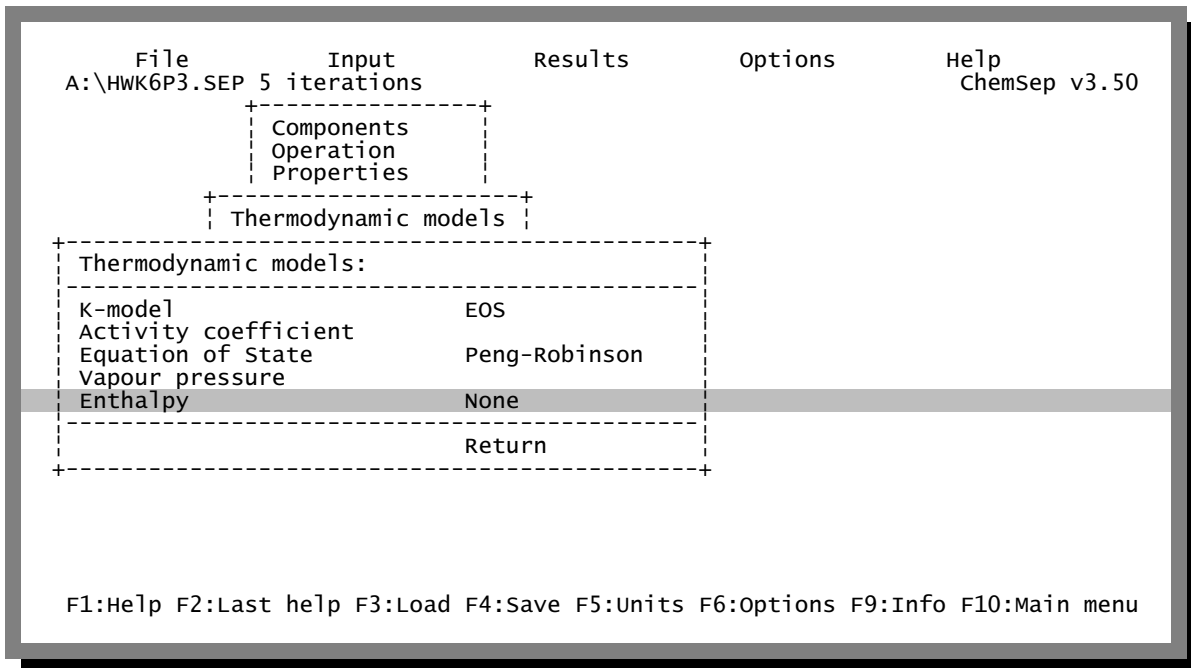 File Input Results Options Help
A:\HWK6P3.SEP 5 iterations ChemSep v3.50
Components
Operation
Properties
Thermodynamic models
Thermodynamic models:
K-model EOS
Activity coefficient
Equation of State Peng-Robinson
Vapour pressure
Enthalpy None
Return
F1:Help F2:Last help F3:Load F4:Save F5:Units F6:Options F9:Info F10:Main menu